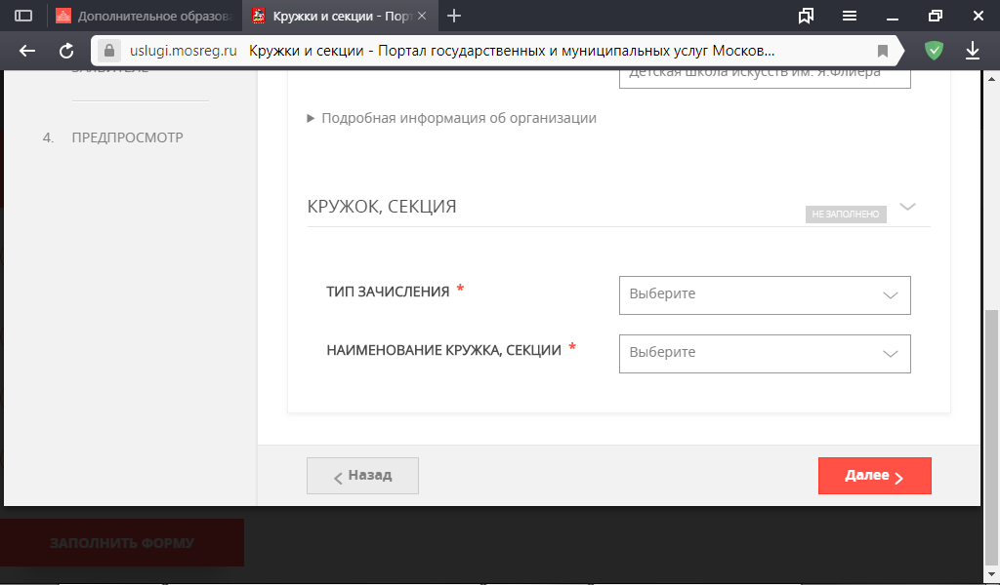 Дополнительное образова
Кружки и секции - Порт
uslugi.mosreg.ru Кружки и секции - Портал государственных и муниципальных услуг Москов...
ЗАЯВИТЕЛЕ
Детская школа искусств им. Я.Флиера
Подробная информация об организации
4. ПРЕДПРОСМОТР
КРУЖОК, СЕКЦИЯ
НЕ ЗАПОЛНЕНО
ТИП ЗАЧИСЛЕНИЯ *
Выберите
НАИМЕНОВАНИЕ КРУЖКА, СЕКЦИИ *
Выберите
Назад
Далее
ЗАПОЛНИТЬ ФОРМУ